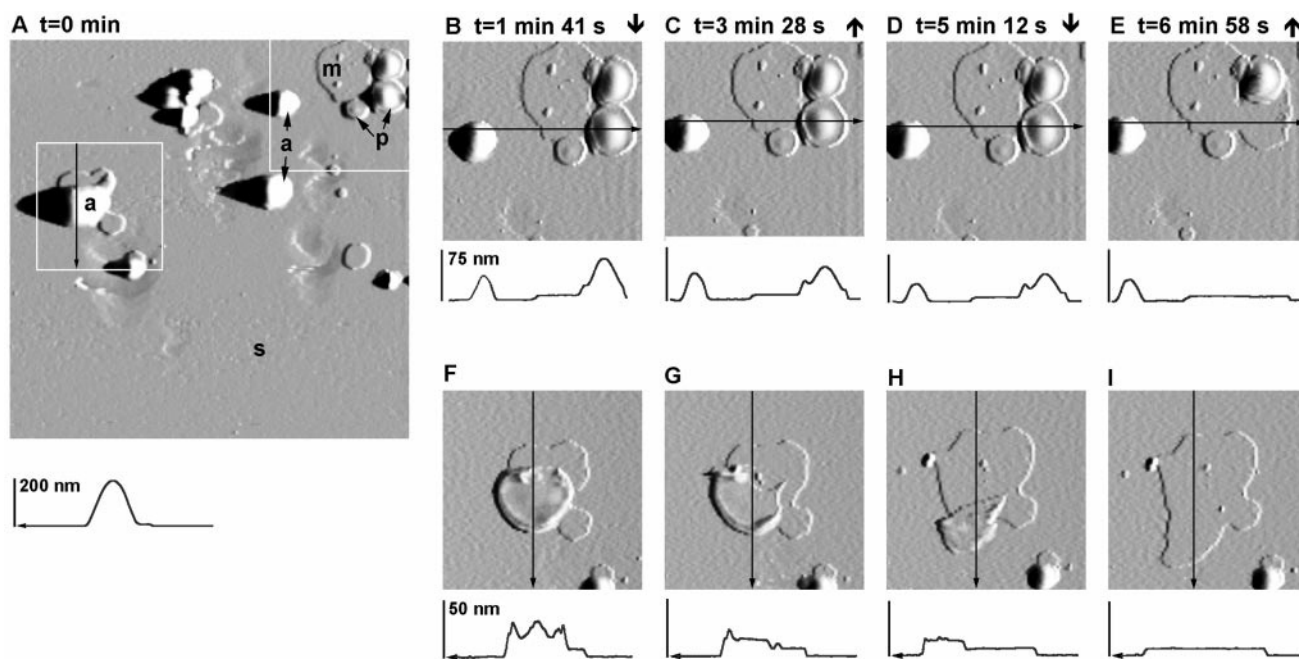 A t=0 min
m
p
a
a
s
200 nm
B t=1 min 41 s ↓
C t=3 min 28 s ↑
D t=5 min 12 s ↓
E t=6 min 58 s ↑
75 nm
F
G
H
I
50 nm